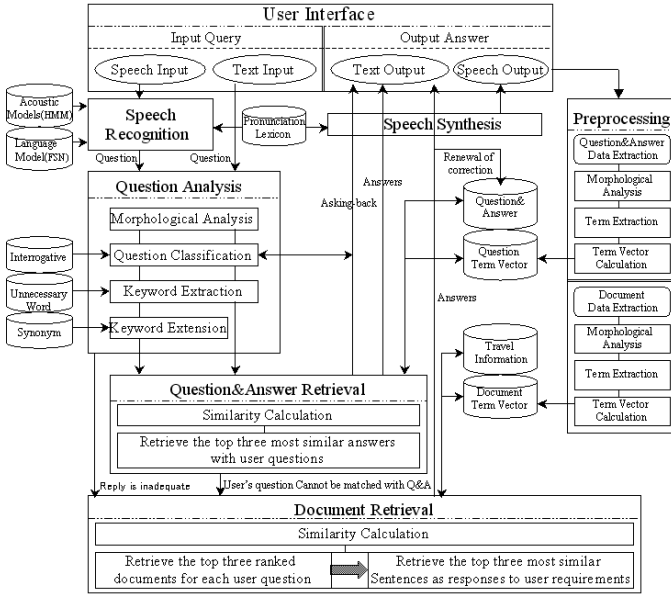 User Interface
Input Query
Output Answer
Speech Input
Text Input
Text Output
Speech Output
Acoustic
Models(HMM)
Language
Model(FSN)
Speech
Recognition
Pronunciation
Lexicon
Speech Synthesis
Preprocessing
Question&Answer
Data Extraction
Morphological
Analysis
Term Extraction
Term Vector
Calculation
Document
Data Extraction
Morphological
Analysis
Term Extraction
Term Vector
Calculation
Question
Question
Question Analysis
Morphological Analysis
Question Classification
Keyword Extraction
Keyword Extension
Interrogative
Unnecessary
Word
Synonym
Answers
Asking-back
Renewal of
correction
Question&
Answer
Question
Term Vector
Answers
Travel
Information
Document
Term Vector
Question&Answer Retrieval
Similarity Calculation
Retrieve the top three most similar answers
with user questions
Reply is inadequate
User's question Cannot be matched with Q&A
Document Retrieval
Similarity Calculation
Retrieve the top three ranked
documents for each user question
Retrieve the top three most similar
Sentences as responses to user requirements